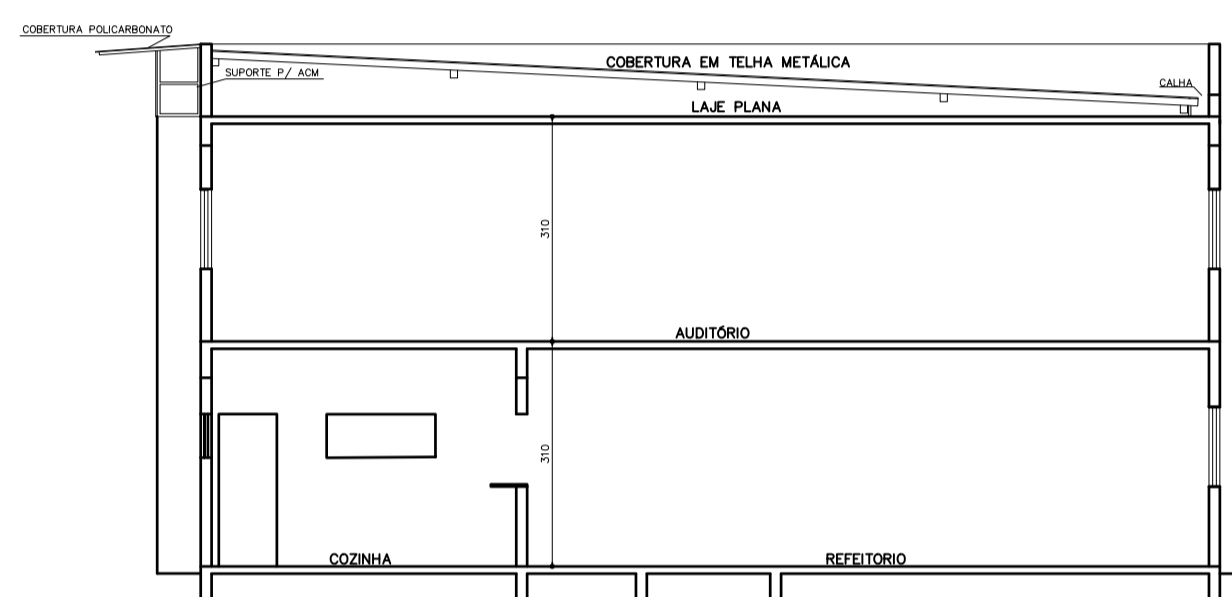 COBERTURA POLICARBONATO
COBERTURA EM TELHA METÁLICA
SUPORTE P/ ACM
CALHA
LAJE PLANA
310
AUDITÓRIO
310
COZINHA
REFEITORIO